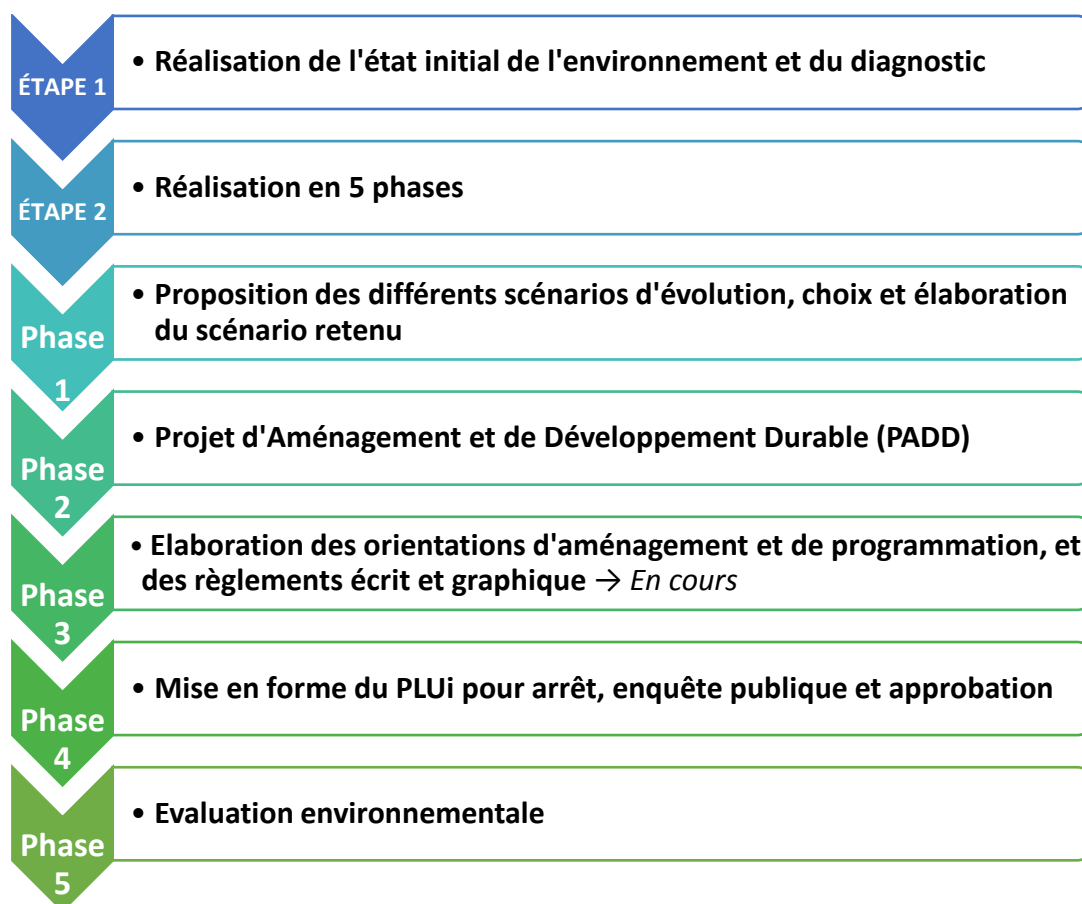 ÉTAPE 1
• Réalisation de l'état initial de l'environnement et du diagnostic
ÉTAPE 2
• Réalisation en 5 phases
Phase
1
• Proposition des différents scénarios d'évolution, choix et élaboration
du scénario retenu
Phase
2
• Projet d'Aménagement et de Développement Durable (PADD)
Phase
3
• Elaboration des orientations d'aménagement et de programmation, et
des règlements écrit et graphique → En cours
Phase
4
• Mise en forme du PLUi pour arrêt, enquête publique et approbation
Phase
5
• Evaluation environnementale